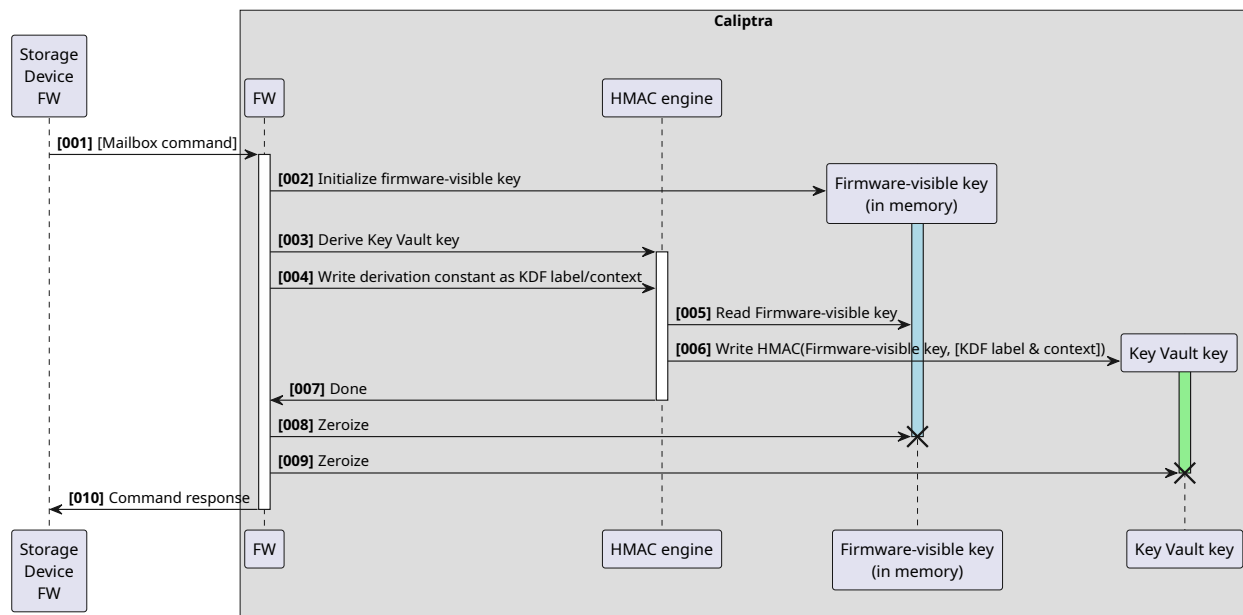 Caliptra
Storage
Device
FW
FW
HMAC engine
[001] [Mailbox command]
[002] Initialize firmware-visible key
Firmware-visible key
(in memory)
[003] Derive Key Vault key
[004] Write derivation constant as KDF label/context
[005] Read Firmware-visible key
[006] Write HMAC(Firmware-visible key, [KDF label & context])
Key Vault key
[007] Done
[008] Zeroize
[009] Zeroize
[010] Command response
Storage
Device
FW
FW
HMAC engine
Firmware-visible key
(in memory)
Key Vault key